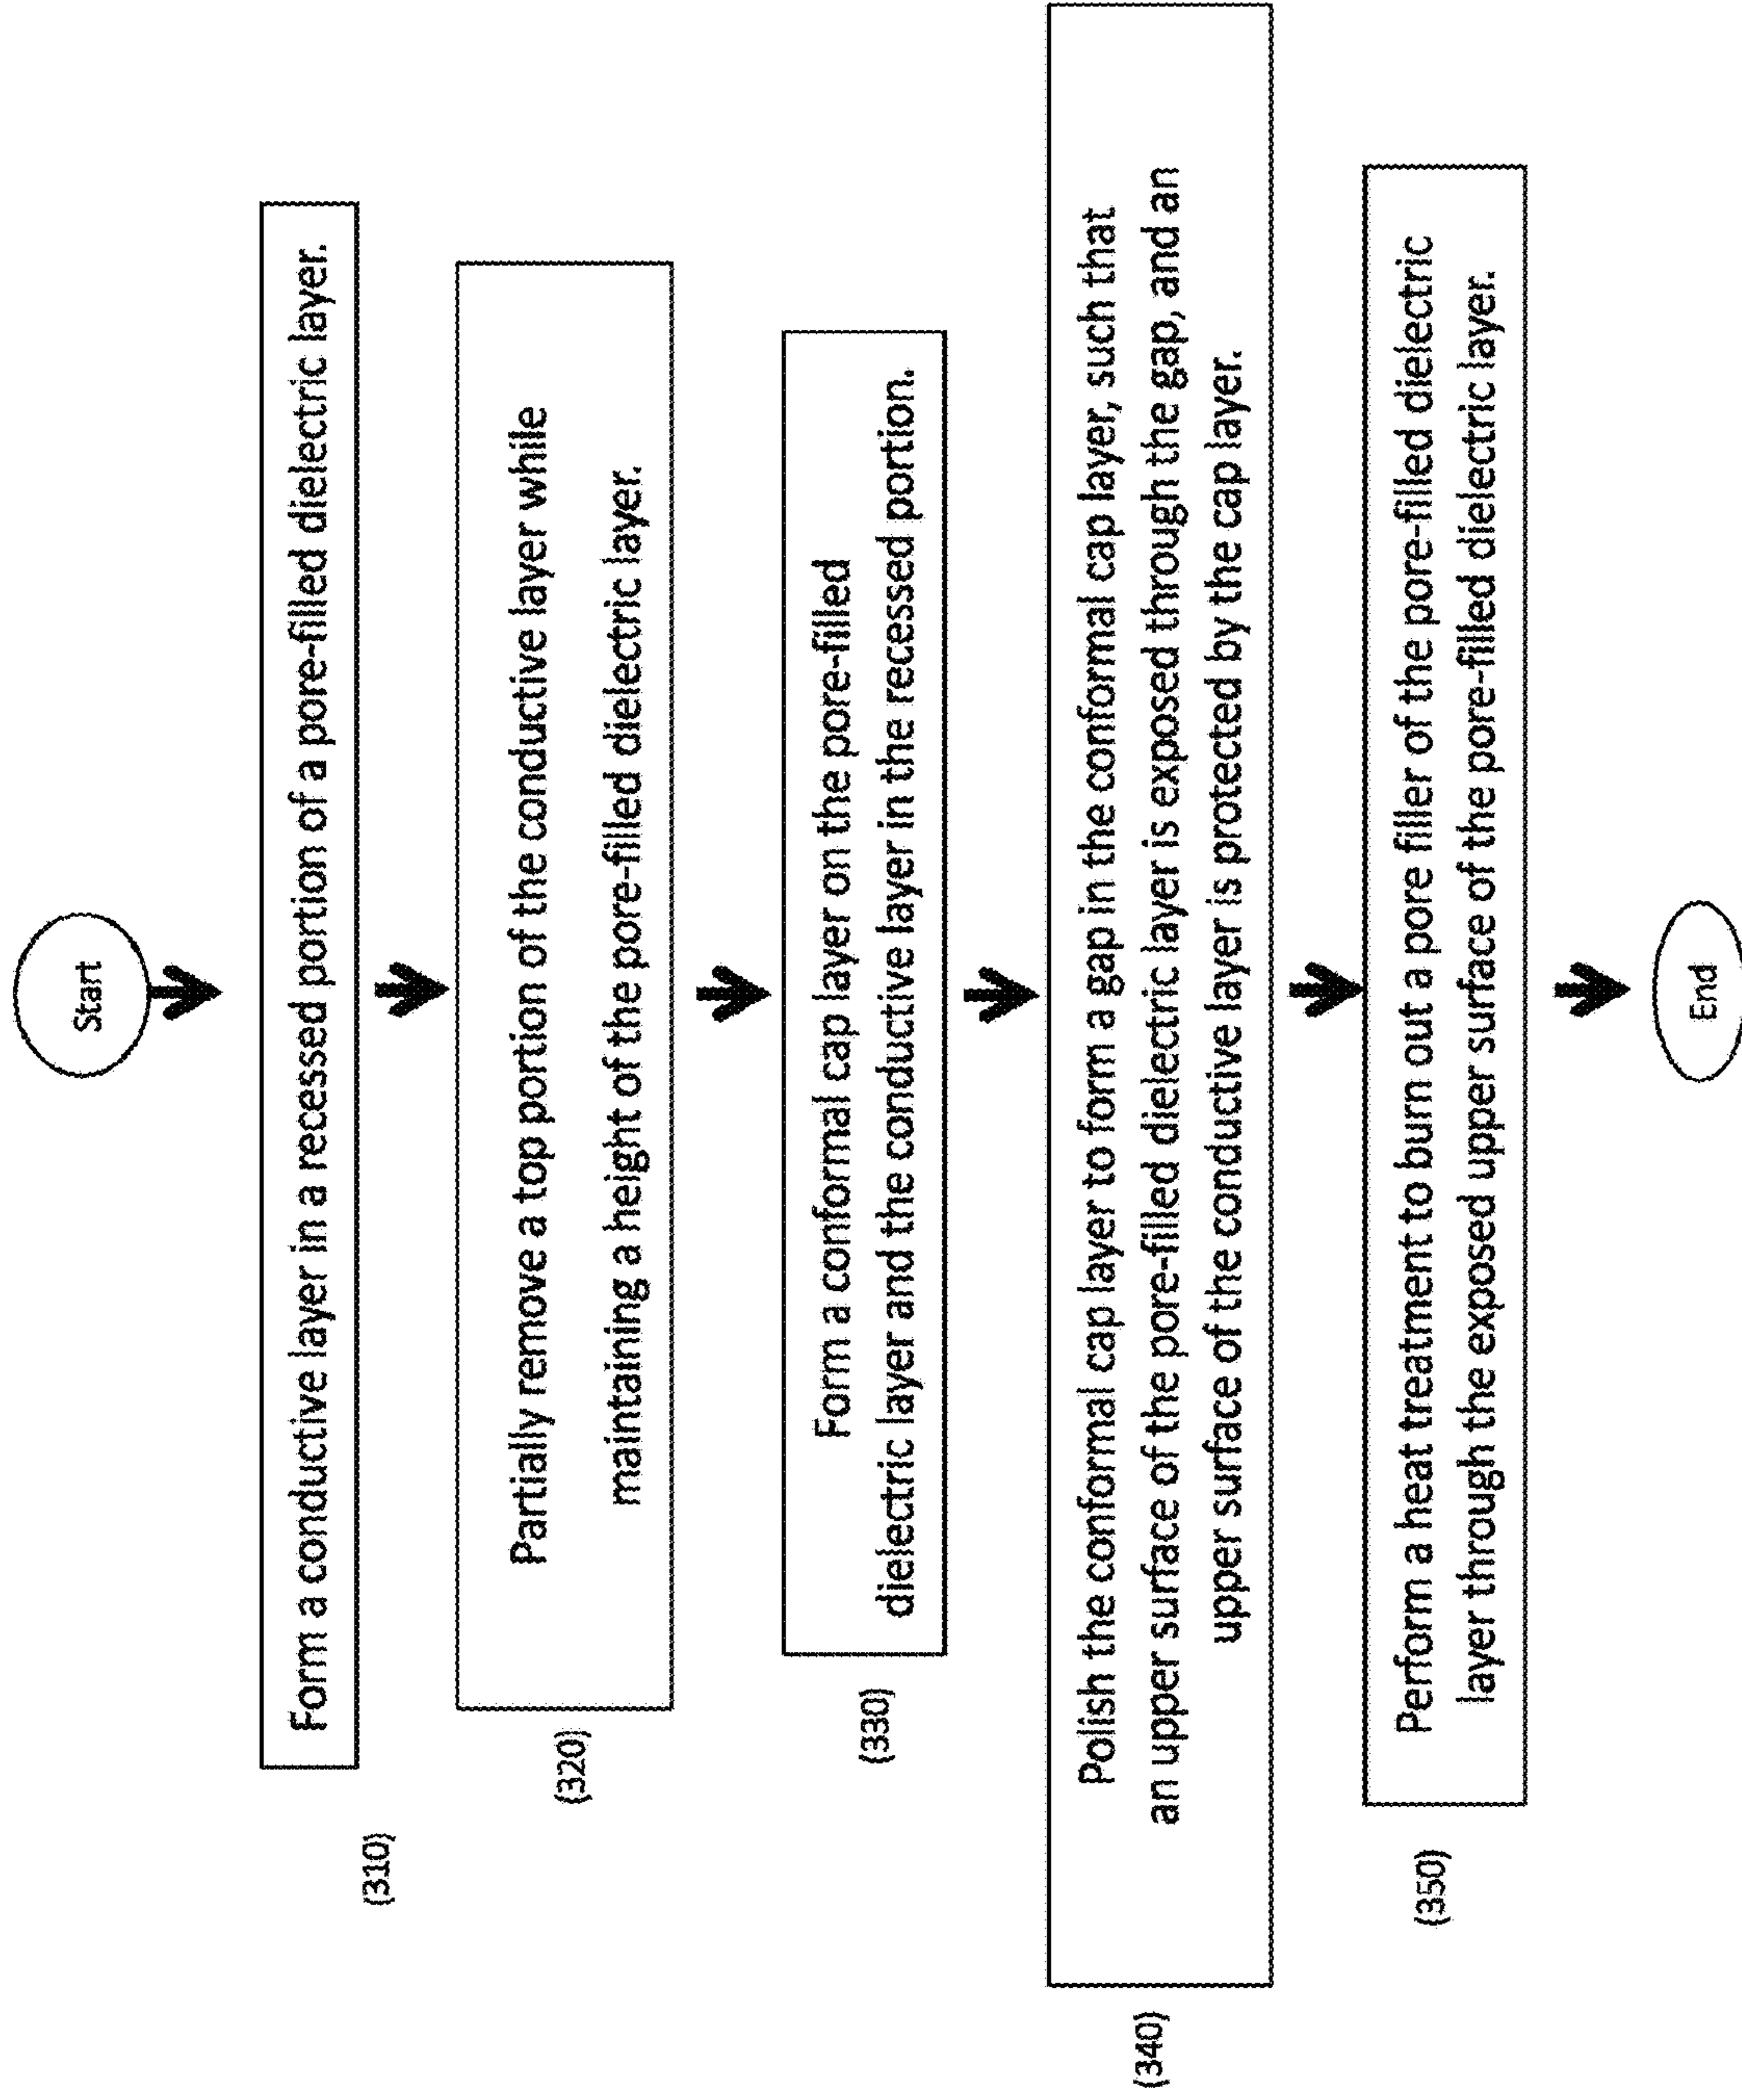 Start
(310)
Form a conductive layer in a recessed portion of a pore-filled dielectric layer.
(320)
Partially remove a top portion of the conductive layer while
maintaining a height of the pore-filled dielectric layer.
(330)
Form a conformal cap layer on the pore-filled
dielectric layer and the conductive layer in the recessed portion.
(340)
Polish the conformal cap layer to form a gap in the conformal cap layer, such that
an upper surface of the pore-filled dielectric layer is exposed through the gap, and an
upper surface of the conductive layer is protected by the cap layer.
(350)
Perform a heat treatment to burn out a pore filler of the pore-filled dielectric
layer through the exposed upper surface of the pore-filled dielectric layer.
End